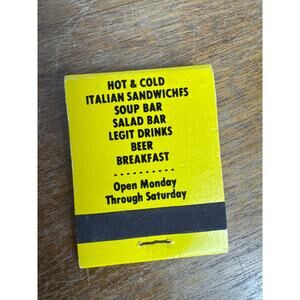 HOT & COLD
ITALIAN SANDWICHES
SOUP BAR
SALAD BAR
LEGIT DRINKS
BEER
BREAKFAST
----------
Open Monday
Through Saturday